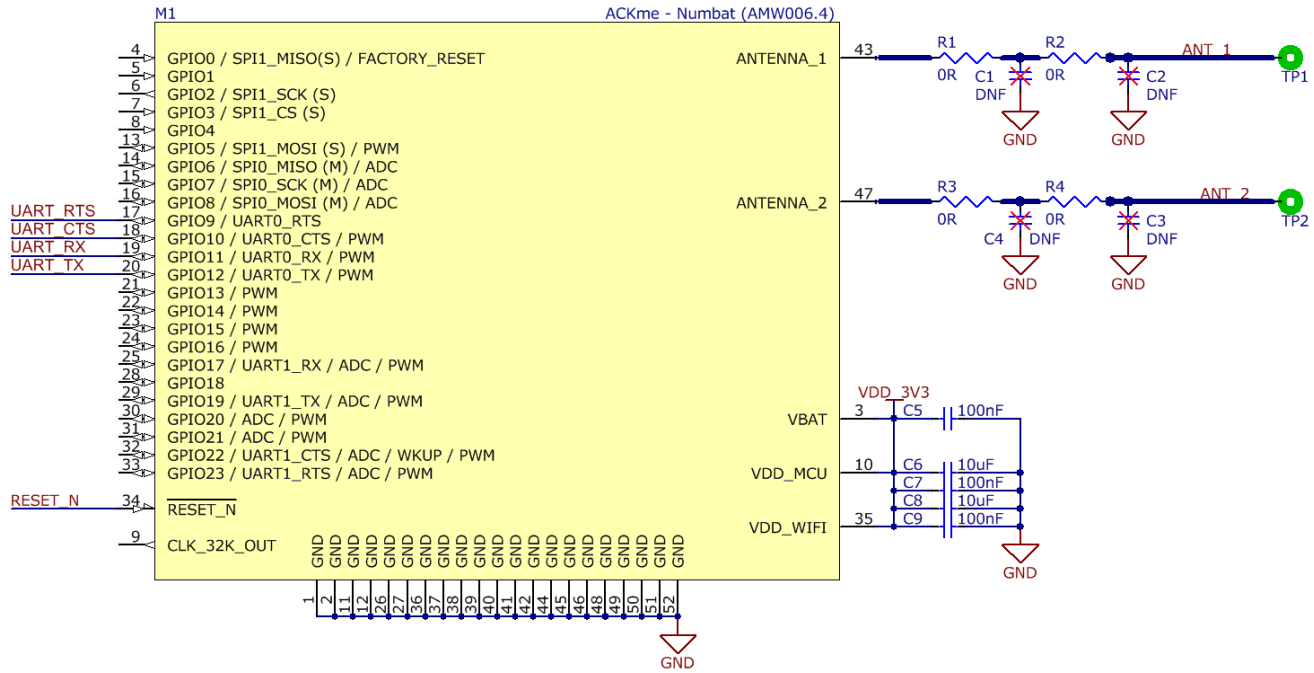 M1
ACKme - Numbat (AMW006.4)
4 GPIO0 / SPI1_MISO(S) / FACTORY_RESET
5 GPIO1
6 GPIO2 / SPI1_SCK (S)
7 GPIO3 / SPI1_CS (S)
8 GPIO4
13 GPIO5 / SPI1_MOSI (S) / PWM
14 GPIO6 / SPI0_MISO (M) / ADC
15 GPIO7 / SPI0_SCK (M) / ADC
16 GPIO8 / SPI0_MOSI (M) / ADC
UART_RTS 17 GPIO9 / UART0_RTS
UART_CTS 18 GPIO10 / UART0_CTS / PWM
UART_RX 19 GPIO11 / UART0_RX / PWM
UART_TX 20 GPIO12 / UART0_TX / PWM
21 GPIO13 / PWM
22 GPIO14 / PWM
23 GPIO15 / PWM
24 GPIO16 / PWM
25 GPIO17 / UART1_RX / ADC / PWM
28 GPIO18
29 GPIO19 / UART1_TX / ADC / PWM
30 GPIO20 / ADC / PWM
31 GPIO21 / ADC / PWM
32 GPIO22 / UART1_CTS / ADC / WKUP / PWM
33 GPIO23 / UART1_RTS / ADC / PWM
RESET_N 34 RESET_N
9 CLK_32K_OUT
ANTENNA_1 43 R1 R2 ANT_1
0R C1 0R C2 TP1
DNF DNF
GND GND
ANTENNA_2 47 R3 R4 ANT_2
0R 0R C3 TP2
C4 DNF DNF
GND GND
VDD_3V3
VBAT 3 C5 100nF
VDD_MCU 10 C6 10uF
C7 100nF
C8 10uF
VDD_WIFI 35 C9 100nF
GND
GND GND GND GND GND GND GND GND GND GND GND GND GND GND GND GND GND GND GND GND GND
1 2 11 12 26 27 36 37 38 39 40 41 42 44 45 46 48 49 50 51 52
GND